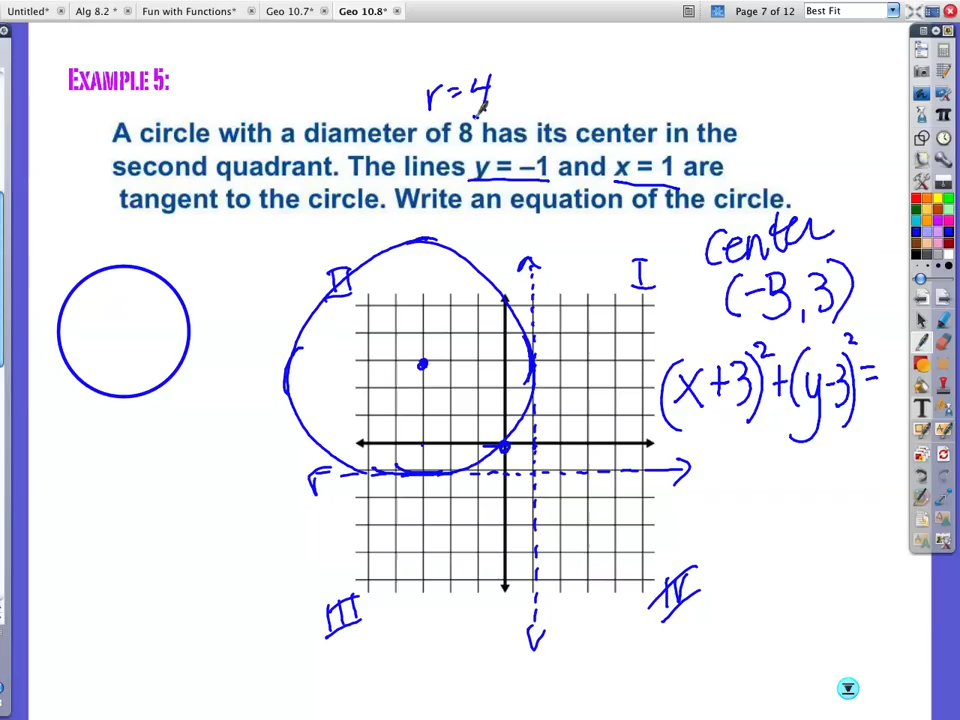 Untitled* Alg 8.2 * Fun with Functions* Geo 10.7* Geo 10.8* Page 7 of 12 Best Fit
EXAMPLE 5:
r = 4
A circle with a diameter of 8 has its center in the
second quadrant. The lines y = –1 and x = 1 are
tangent to the circle. Write an equation of the circle.
center
(-3, 3)
II
I
(x+3)²+(y-3)²=
III
IV